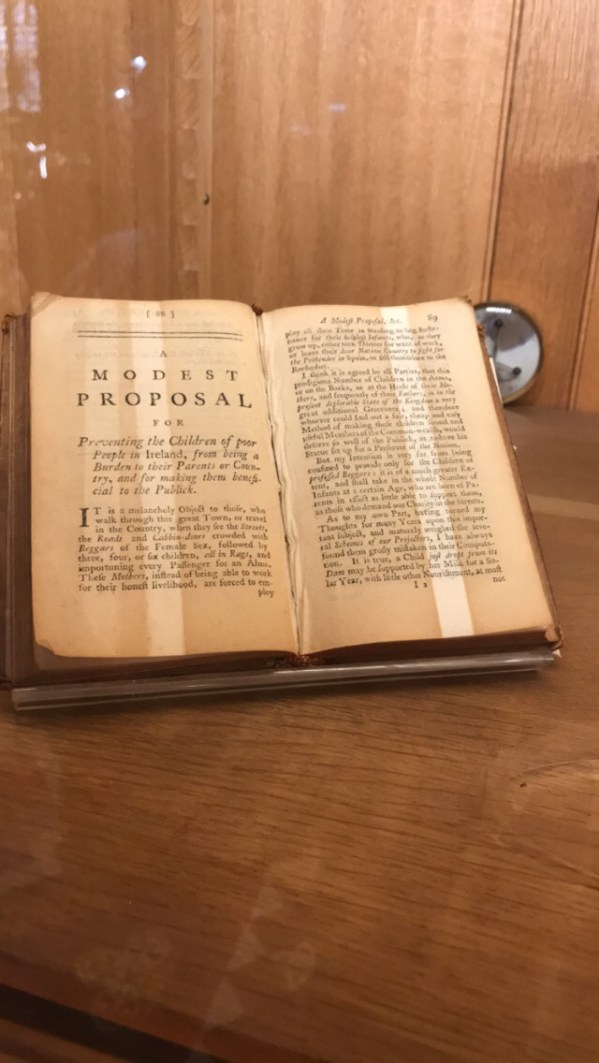 [ 88 ]
A
MODEST
PROPOSAL
FOR
Preventing the Children of poor
People in Ireland, from being a
Burden to their Parents or Coun-
try, and for making them benefi-
cial to the Publick.
IT is a melancholy Object to those, who
walk through this great Town, or travel
in the Country, when they see the Streets,
the Roads and Cabbin-doors crowded with
Beggars of the Female Sex, followed by
three, four, or six children, all in Rags, and
importuning every Passenger for an Alms.
These Mothers, instead of being able to work
for their honest livelihood, are forced to em-
ploy
A Modest Proposal, &c. 89
ploy all their Time in stroling, to beg Suste-
nance for their helpless Infants, who, as they
grow up, either turn Thieves for want of work,
or leave their dear Native Country to fight for
the Pretender in Spain, or sell themselves to the
Barbadoes.
I think it is agreed by all Parties, that this
prodigious Number of Children in the Arms,
or on the Backs, or at the Heels of their Mo-
thers, and frequently of their Fathers, is in the
present deplorable State of the Kingdom a very
great additional Grievance; and therefore
whoever could find out a fair, cheap and easy
Method of making these children sound and
useful Members of the Common-wealth, would
deserve so well of the Publick, as to have his
Statue set up for a Preserver of the Nation.
But my Intention is very far from being
confined to provide only for the Children of
professed Beggars: it is of a much greater Ex-
tent, and shall take in the whole Number of
Infants at a certain Age, who are born of Pa-
rents in effect as little able to support them,
as those who demand our Charity in the Streets.
As to my own Part, having turned my
Thoughts for many Years upon this impor-
tant subject, and maturely weighed the seve-
ral Schemes of our Projectors, I have always
found them grosly mistaken in their Computa-
tion. It is true, a Child just dropt from its
Dam may be supported by her Milk for a So-
lar Year, with little other Nourishment, at most
I 2 not